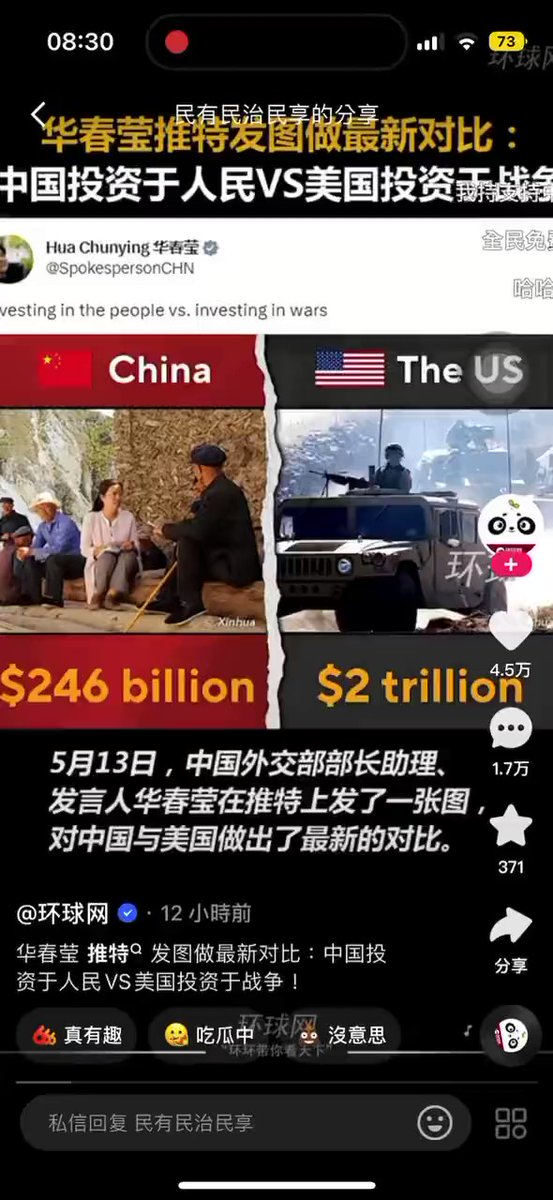 08:30
73
环球网
民有民治民享的分享
华春莹推特发图做最新对比：
中国投资于人民VS美国投资于战争
全民免
哈哈
Hua Chunying 华春莹
@SpokespersonCHN
vesting in the people vs. investing in wars
China
The US
环
Xinhua
$246 billion
$2 trillion
4.5万
1.7万
5月13日，中国外交部部长助理、
发言人华春莹在推特上发了一张图，
对中国与美国做出了最新的对比。
371
分享
@环球网 · 12 小時前
华春莹 推特 发图做最新对比：中国投
资于人民VS美国投资于战争！
真有趣
吃瓜中
沒意思
环球网
"环环带你看天下"
私信回复 民有民治民享